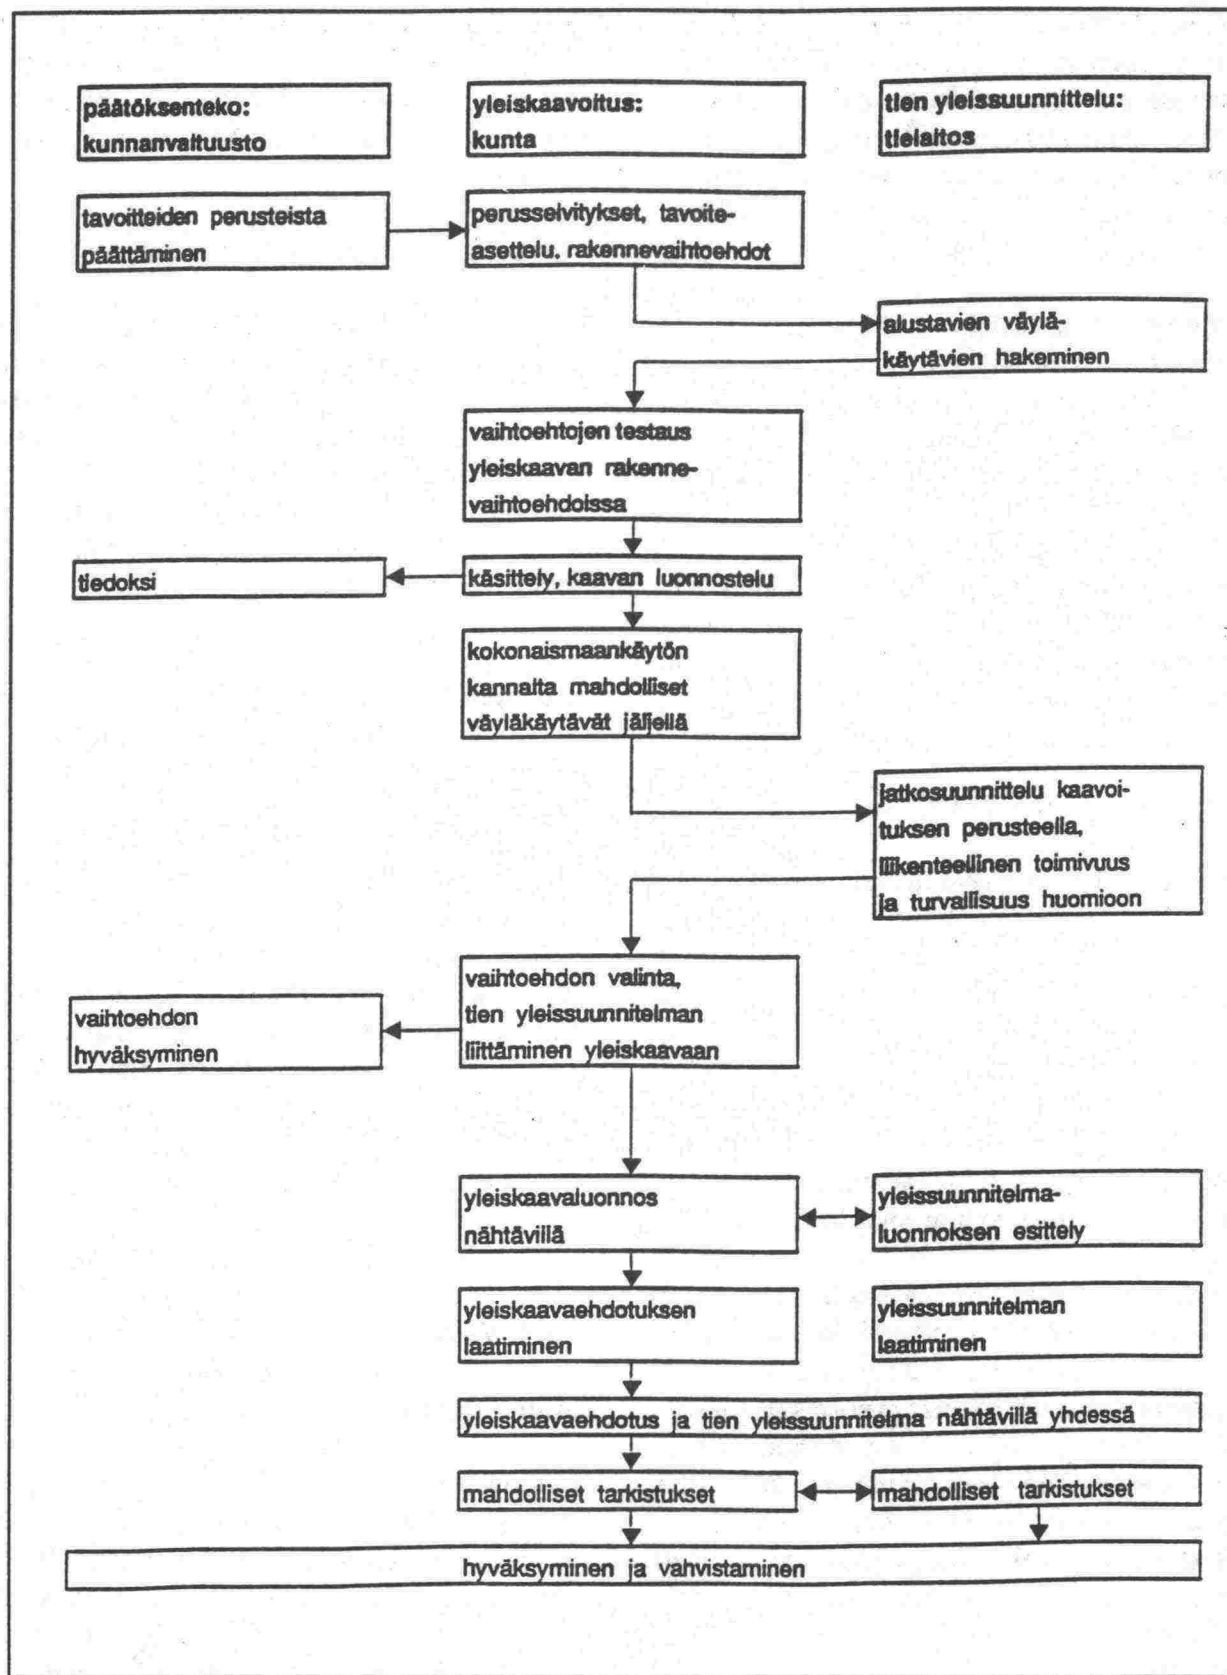 päätöksenteko:
kunnanvaltuusto
yleiskaavoitus:
kunta
tien yleissuunnittelu:
tielaitos
tavoitteiden perusteista
päättäminen
perusselvitykset, tavoite-
asettelu, rakennevaihtoehdot
alustavien väylä-
käytävien hakeminen
vaihtoehtojen testaus
yleiskaavan rakenne-
vaihtoehdoissa
tiedoksi
käsittely, kaavan luonnostelu
kokonaismaankäytön
kannalta mahdolliset
väyläkäytävät jäljellä
jatkosuunnittelu kaavoi-
tuksen perusteella,
liikenteellinen toimivuus
ja turvallisuus huomioon
vaihtoehdon valinta,
tien yleissuunnitelman
liittäminen yleiskaavaan
vaihtoehdon
hyväksyminen
yleiskaavaluonnos
nähtävillä
yleissuunnitelma-
luonnoksen esittely
yleiskaavaehdotuksen
laatiminen
yleissuunnitelman
laatiminen
yleiskaavaehdotus ja tien yleissuunnitelma nähtävillä yhdessä
mahdolliset tarkistukset
mahdolliset tarkistukset
hyväksyminen ja vahvistaminen